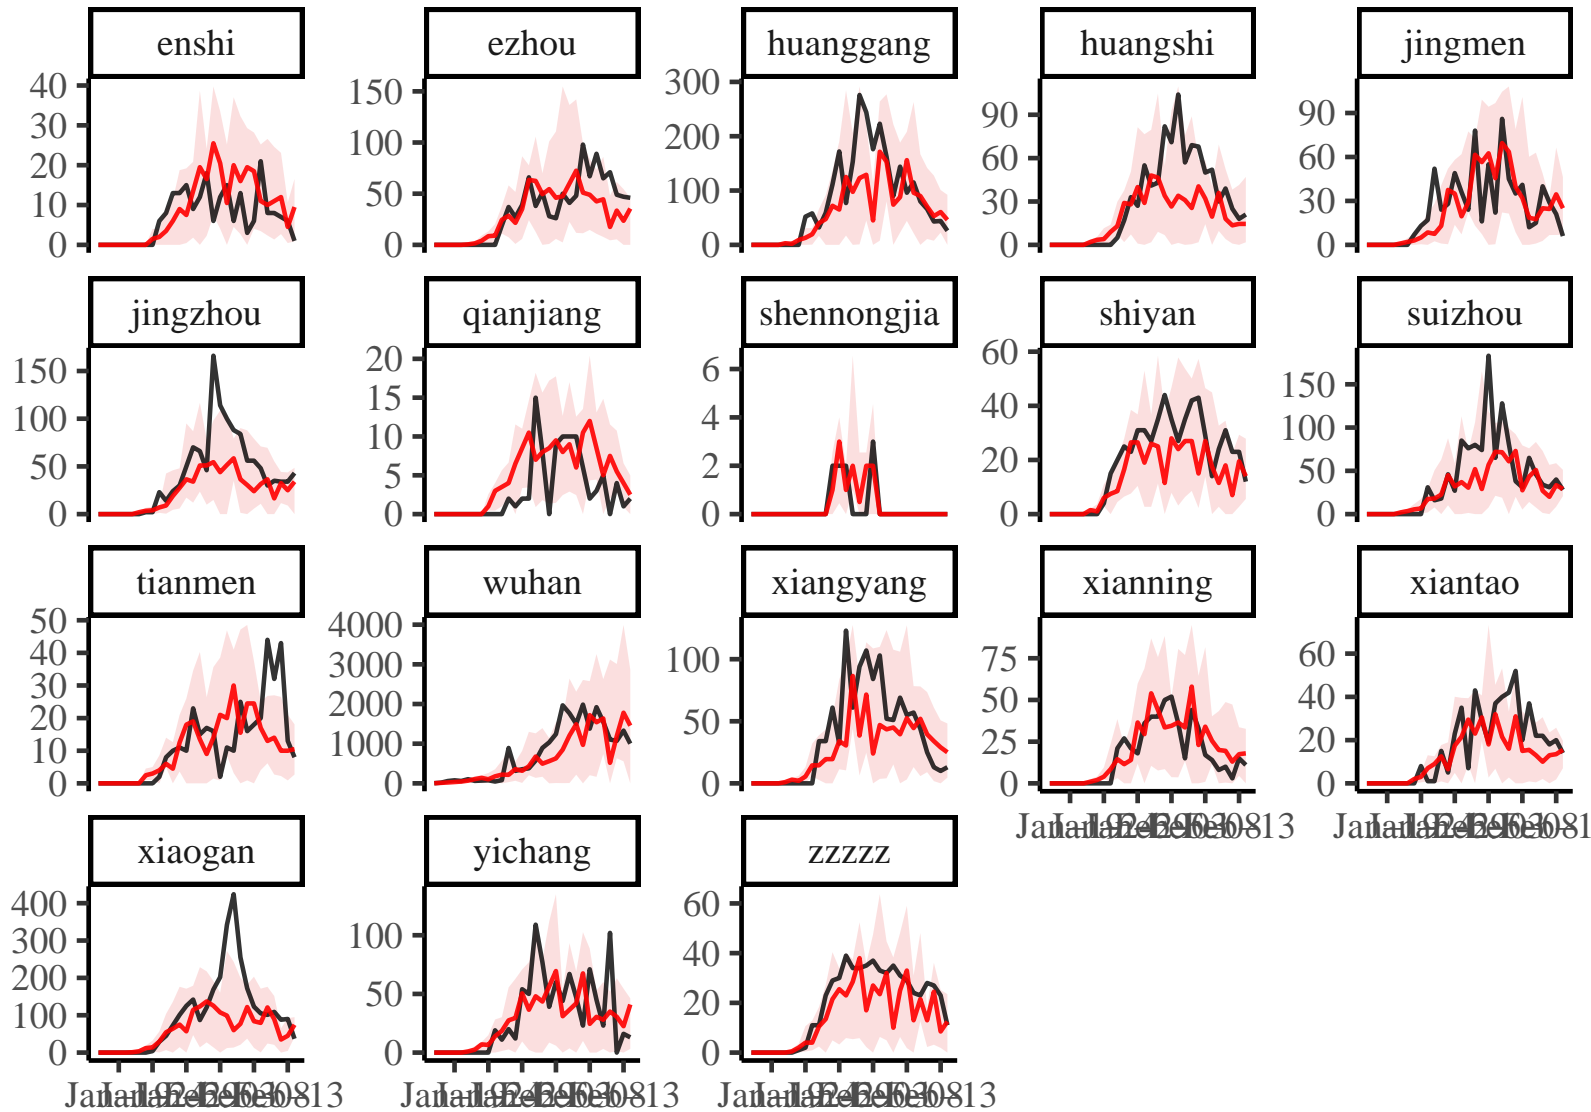 enshi ezhou huanggang huangshi jingmen
40 30 20 10 0
150 100 50 0
300 200 100 0
90 60 30 0
90 60 30 0
jingzhou qianjiang shennongjia shiyan suizhou
150 100 50 0
20 15 10 5 0
6 4 2 0
60 40 20 0
150 100 50 0
tianmen wuhan xiangyang xianning xiantao
50 40 30 20 10 0
4000 3000 2000 1000 0
100 50 0
75 50 25 0
60 40 20 0
xiaogan yichang zzzzz
400 300 200 100 0
100 50 0
60 40 20 0